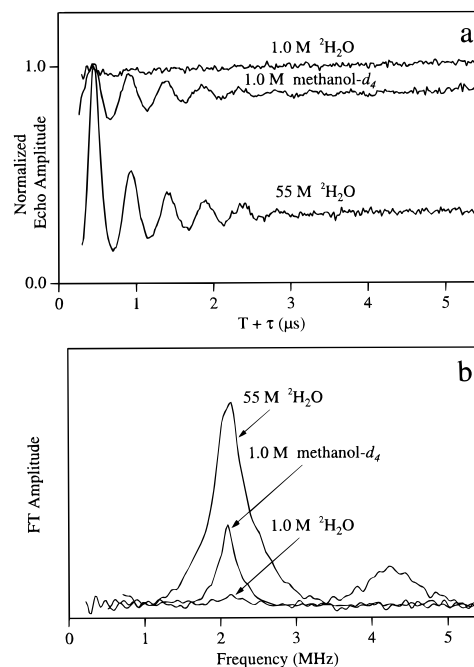 a
1.0 M ²H₂O
1.0 M methanol-d₄
55 M ²H₂O
1.0
0.0
Normalized
Echo Amplitude
0 1 2 3 4 5
T + τ (μs)
b
55 M ²H₂O
1.0 M methanol-d₄
1.0 M ²H₂O
FT Amplitude
0 1 2 3 4 5
Frequency (MHz)